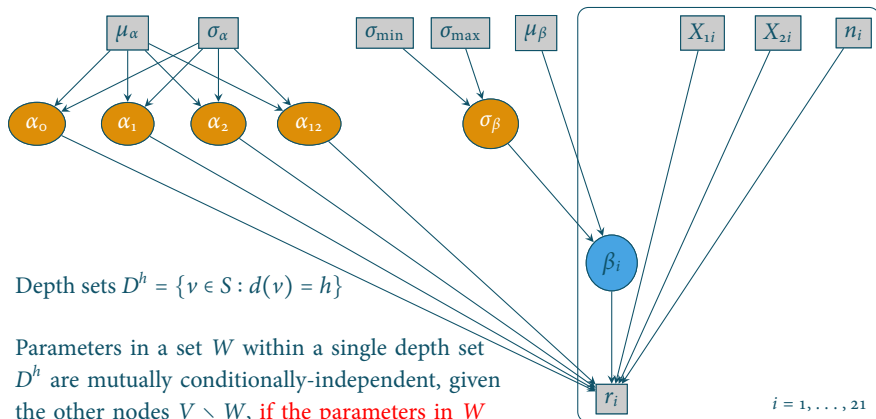 μα σα σmin σmax μβ X1i X2i ni
α0 α1 α2 α12 σβ
βi
Depth sets Dʰ = {v ∈ S : d(v) = h}
Parameters in a set W within a single depth set
Dʰ are mutually conditionally-independent, given
the other nodes V ∖ W, if the parameters in W
ri
i = 1, . . . , 21